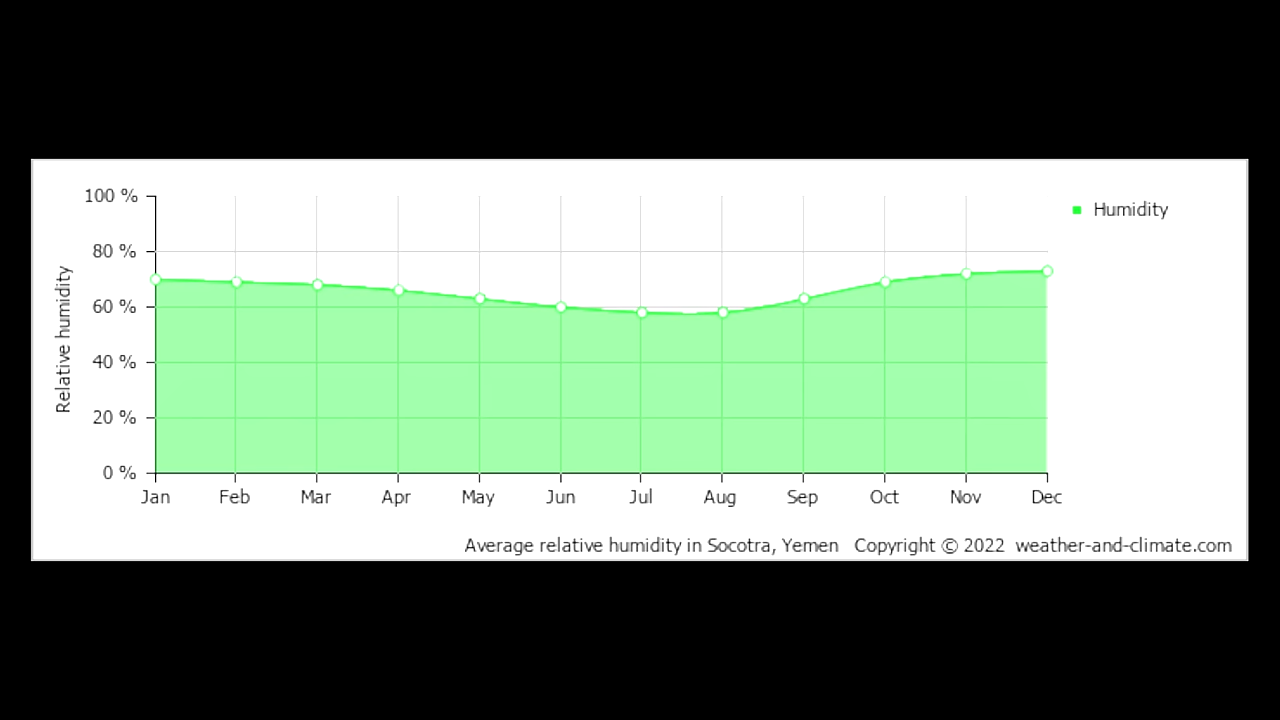 100 %
Humidity
80 %
60 %
Relative humidity
40 %
20 %
0 %
Jan Feb Mar Apr May Jun Jul Aug Sep Oct Nov Dec
Average relative humidity in Socotra, Yemen Copyright © 2022 weather-and-climate.com